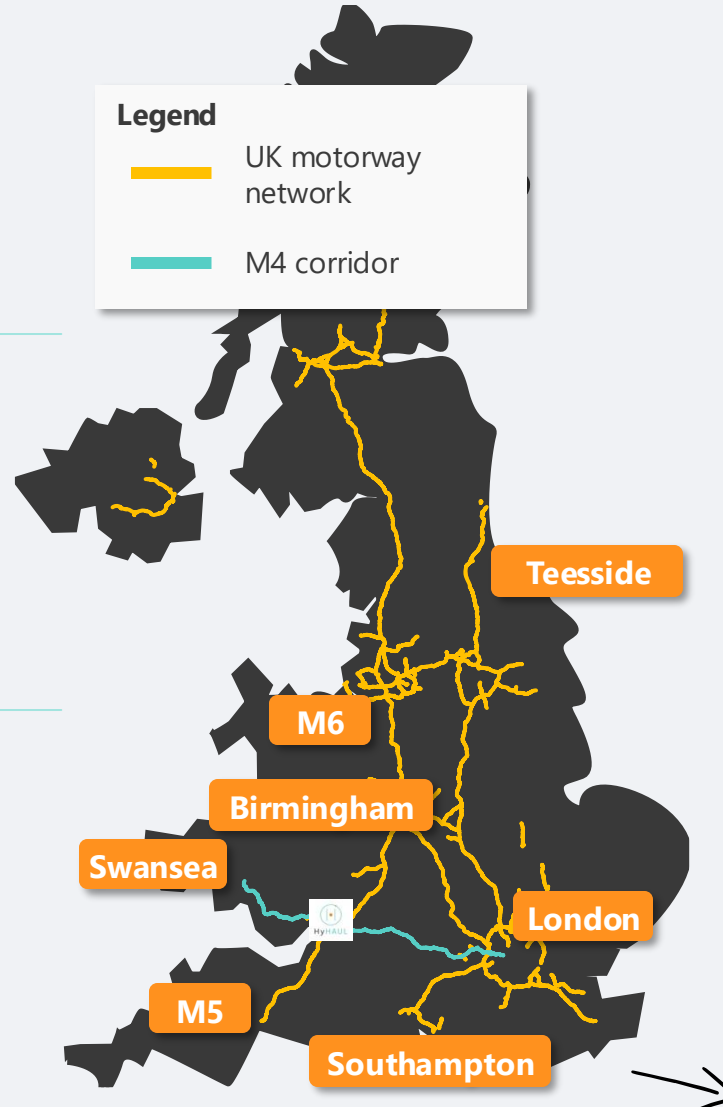 Legend
UK motorway
network
M4 corridor
Teesside
M6
Birmingham
Swansea
London
HyHAUL
M5
Southampton